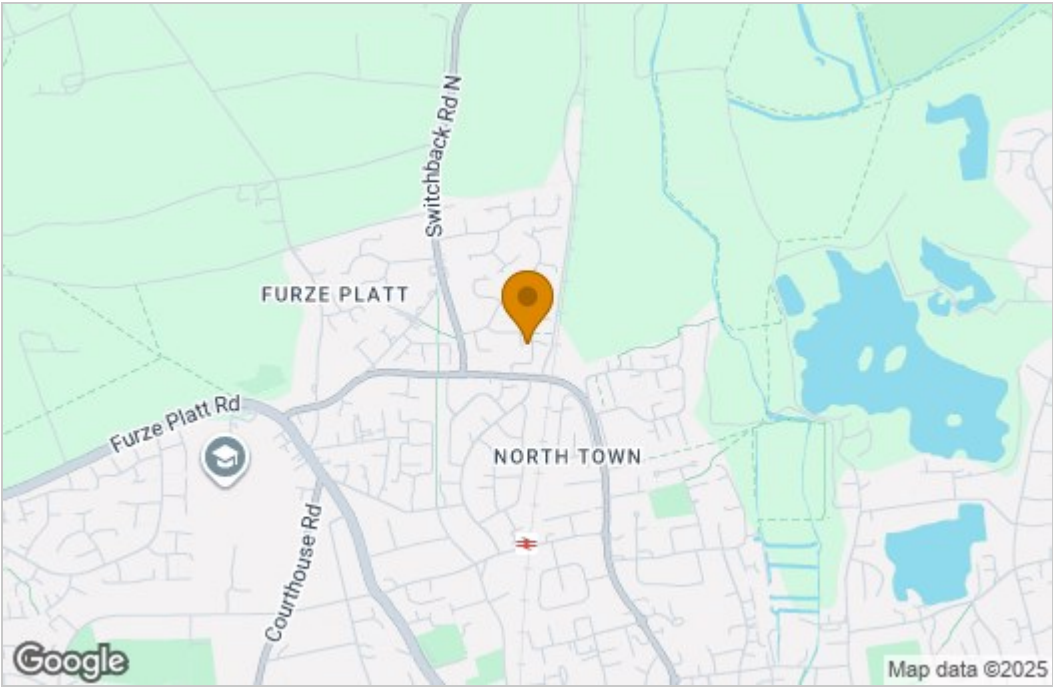 Switchback Rd N
FURZE PLATT
Furze Platt Rd
NORTH TOWN
Courthouse Rd
Google
Map data ©2025